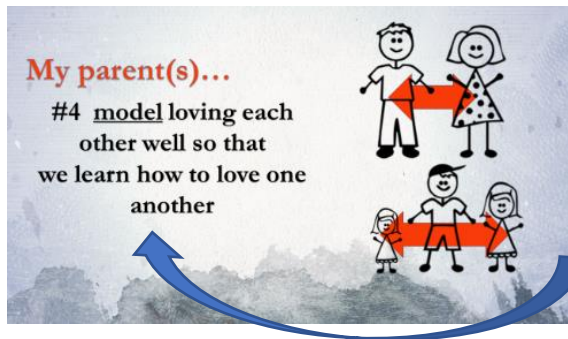 My parent(s)...
#4 model loving each
other well so that
we learn how to love one
another